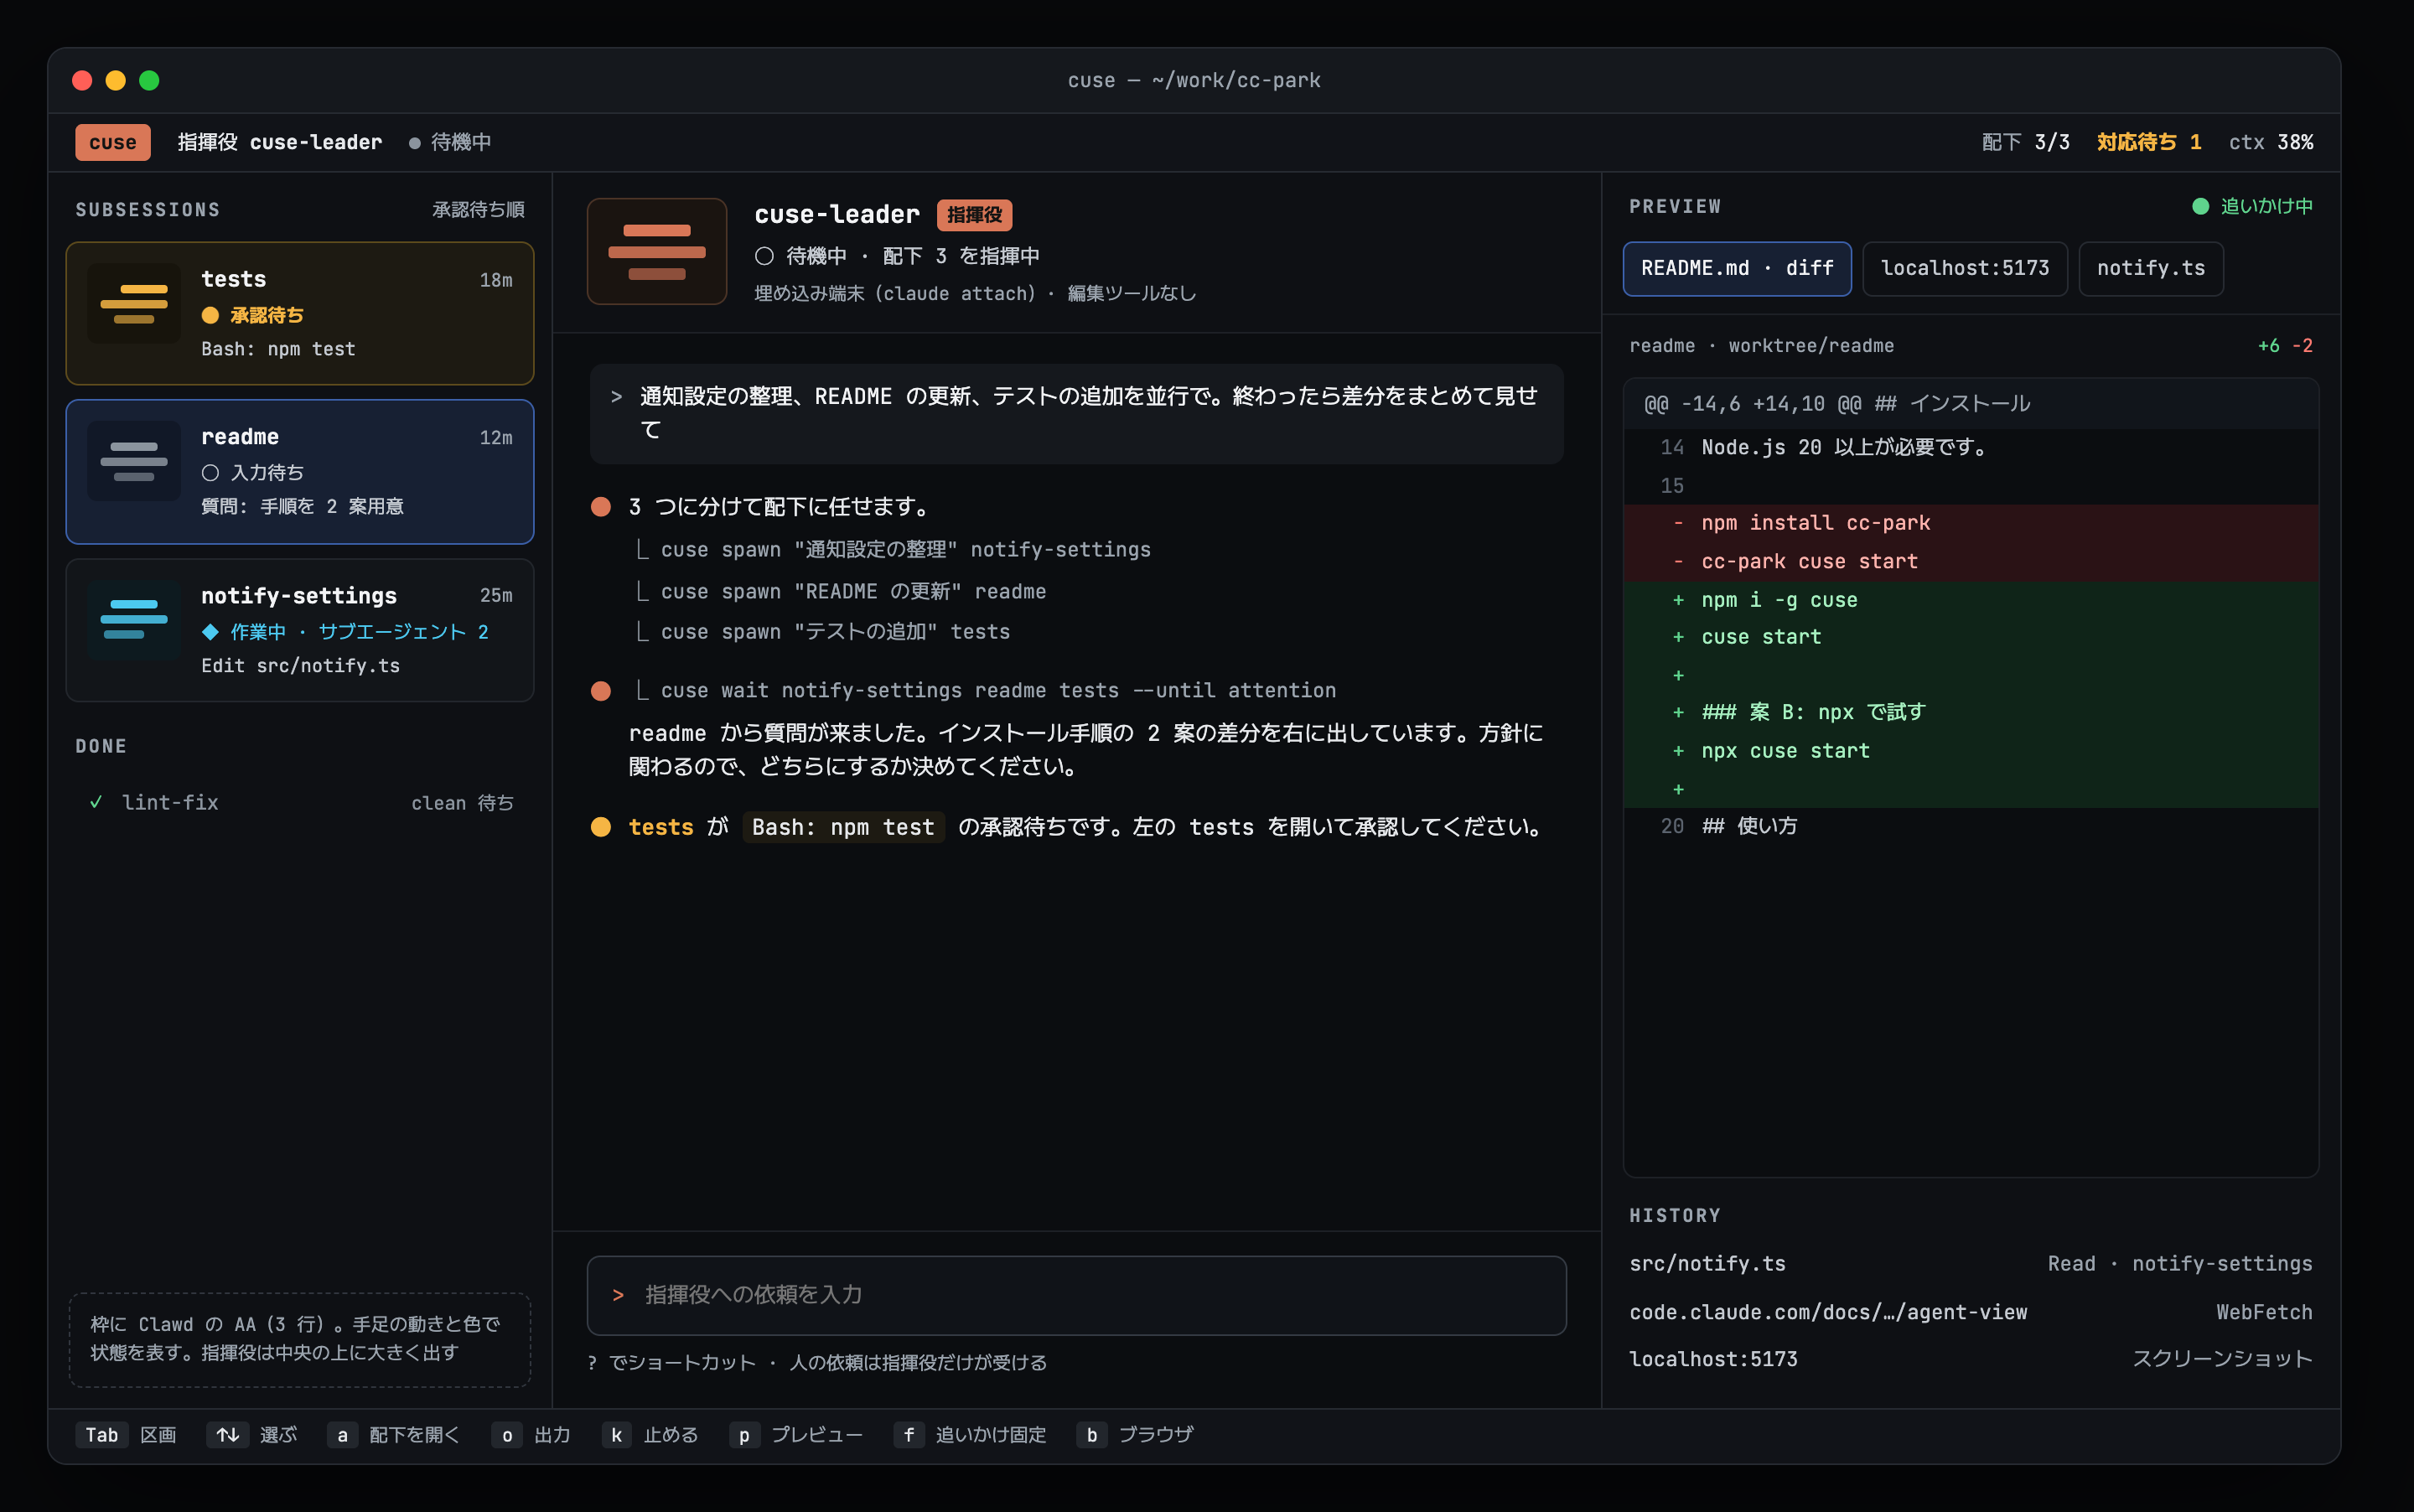 cuse — ~/work/cc-park
cuse 指揮役 cuse-leader ● 待機中 配下 3/3 対応待ち 1 ctx 38%
SUBSESSIONS 承認待ち順
tests 18m
承認待ち
Bash: npm test
readme 12m
入力待ち
質問: 手順を 2 案用意
notify-settings 25m
◆ 作業中 · サブエージェント 2
Edit src/notify.ts
DONE
✓ lint-fix clean 待ち
枠に Clawd の AA (3 行) 。手足の動きと色で
状態を表す。指揮役は中央の上に大きく出す
cuse-leader 指揮役
○ 待機中 · 配下 3 を指揮中
埋め込み端末 (claude attach) · 編集ツールなし
> 通知設定の整理、README の更新、テストの追加を並行で。終わったら差分をまとめて見せ
て
● 3 つに分けて配下に任せます。
⎿ cuse spawn "通知設定の整理" notify-settings
⎿ cuse spawn "README の更新" readme
⎿ cuse spawn "テストの追加" tests
● ⎿ cuse wait notify-settings readme tests --until attention
readme から質問が来ました。インストール手順の 2 案の差分を右に出しています。方針に
関わるので、どちらにするか決めてください。
● tests が Bash: npm test の承認待ちです。左の tests を開いて承認してください。
> 指揮役への依頼を入力
? でショートカット · 人の依頼は指揮役だけが受ける
PREVIEW ● 追いかけ中
README.md · diff localhost:5173 notify.ts
readme · worktree/readme +6 -2
@@ -14,6 +14,10 @@ ## インストール
14 Node.js 20 以上が必要です。
15
- npm install cc-park
- cc-park cuse start
+ npm i -g cuse
+ cuse start
+
+ ### 案 B: npx で試す
+ npx cuse start
+
20 ## 使い方
HISTORY
src/notify.ts Read · notify-settings
code.claude.com/docs/…/agent-view WebFetch
localhost:5173 スクリーンショット
Tab 区画 ↑↓ 選ぶ a 配下を開く o 出力 k 止める p プレビュー f 追いかけ固定 b ブラウザ